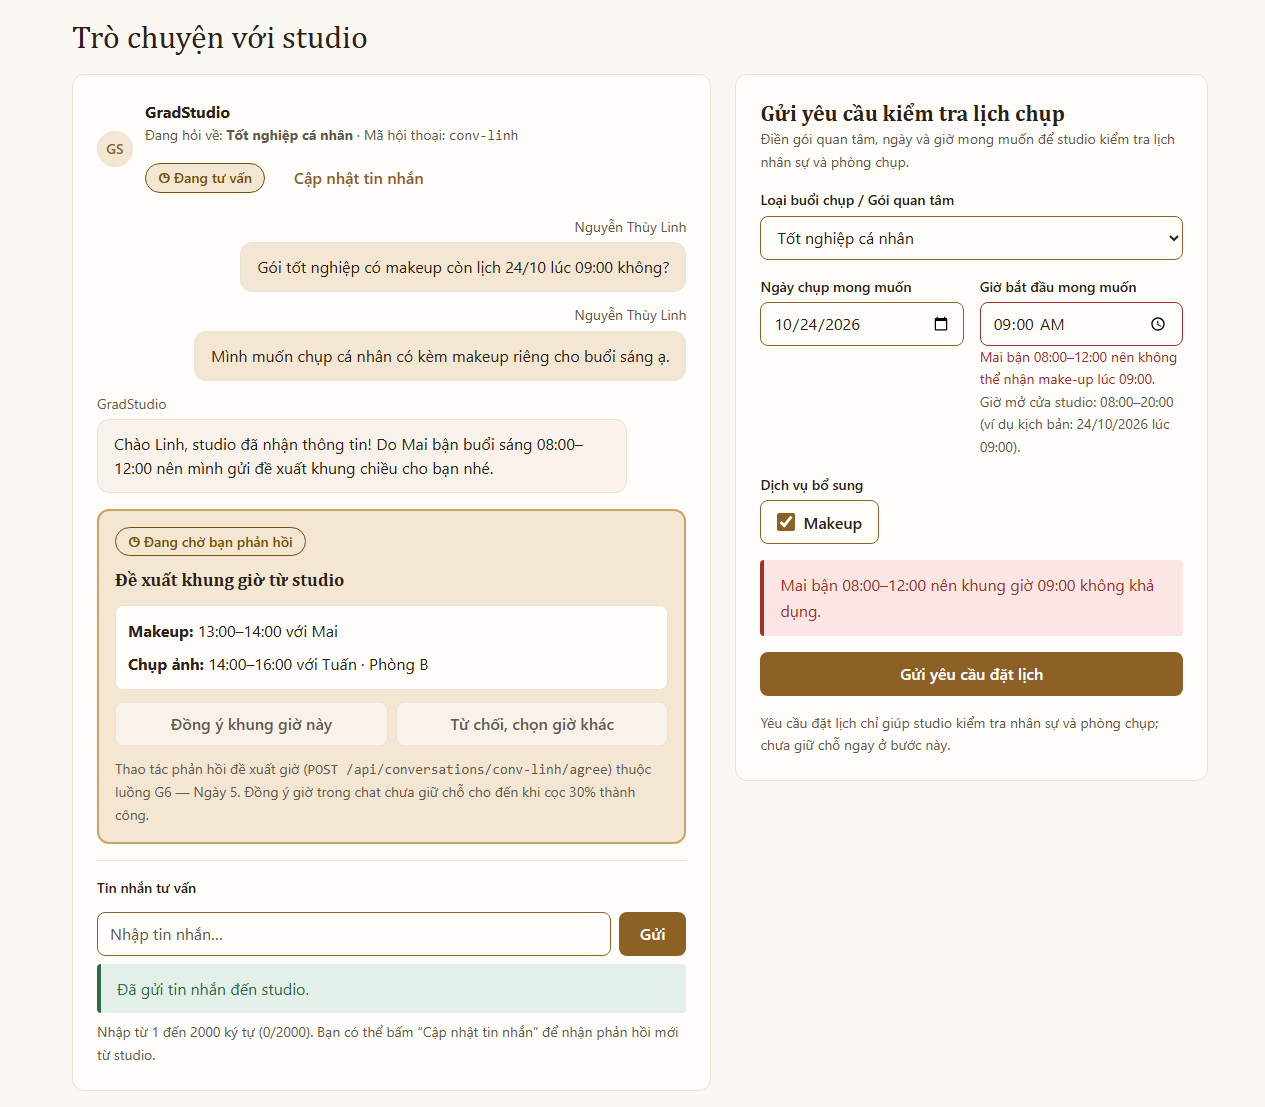 Trò chuyện với studio
GS
GradStudio
Đang hỏi về: Tốt nghiệp cá nhân · Mã hội thoại: conv-linh
Đang tư vấn
Cập nhật tin nhắn
Nguyễn Thùy Linh
Gói tốt nghiệp có makeup còn lịch 24/10 lúc 09:00 không?
Nguyễn Thùy Linh
Mình muốn chụp cá nhân có kèm makeup riêng cho buổi sáng ạ.
GradStudio
Chào Linh, studio đã nhận thông tin! Do Mai bận buổi sáng 08:00–
12:00 nên mình gửi đề xuất khung chiều cho bạn nhé.
Đang chờ bạn phản hồi
Đề xuất khung giờ từ studio
Makeup: 13:00–14:00 với Mai
Chụp ảnh: 14:00–16:00 với Tuấn · Phòng B
Đồng ý khung giờ này
Từ chối, chọn giờ khác
Thao tác phản hồi đề xuất giờ (POST /api/conversations/conv-linh/agree) thuộc
luồng G6 — Ngày 5. Đồng ý giờ trong chat chưa giữ chỗ cho đến khi cọc 30% thành
công.
Tin nhắn tư vấn
Nhập tin nhắn...
Gửi
Đã gửi tin nhắn đến studio.
Nhập từ 1 đến 2000 ký tự (0/2000). Bạn có thể bấm “Cập nhật tin nhắn” để nhận phản hồi mới
từ studio.
Gửi yêu cầu kiểm tra lịch chụp
Điền gói quan tâm, ngày và giờ mong muốn để studio kiểm tra lịch
nhân sự và phòng chụp.
Loại buổi chụp / Gói quan tâm
Tốt nghiệp cá nhân
Ngày chụp mong muốn
10/24/2026
Giờ bắt đầu mong muốn
09:00 AM
Mai bận 08:00–12:00 nên không
thể nhận make-up lúc 09:00.
Giờ mở cửa studio: 08:00–20:00
(ví dụ kịch bản: 24/10/2026 lúc
09:00).
Dịch vụ bổ sung
Makeup
Mai bận 08:00–12:00 nên khung giờ 09:00 không khả
dụng.
Gửi yêu cầu đặt lịch
Yêu cầu đặt lịch chỉ giúp studio kiểm tra nhân sự và phòng chụp;
chưa giữ chỗ ngay ở bước này.